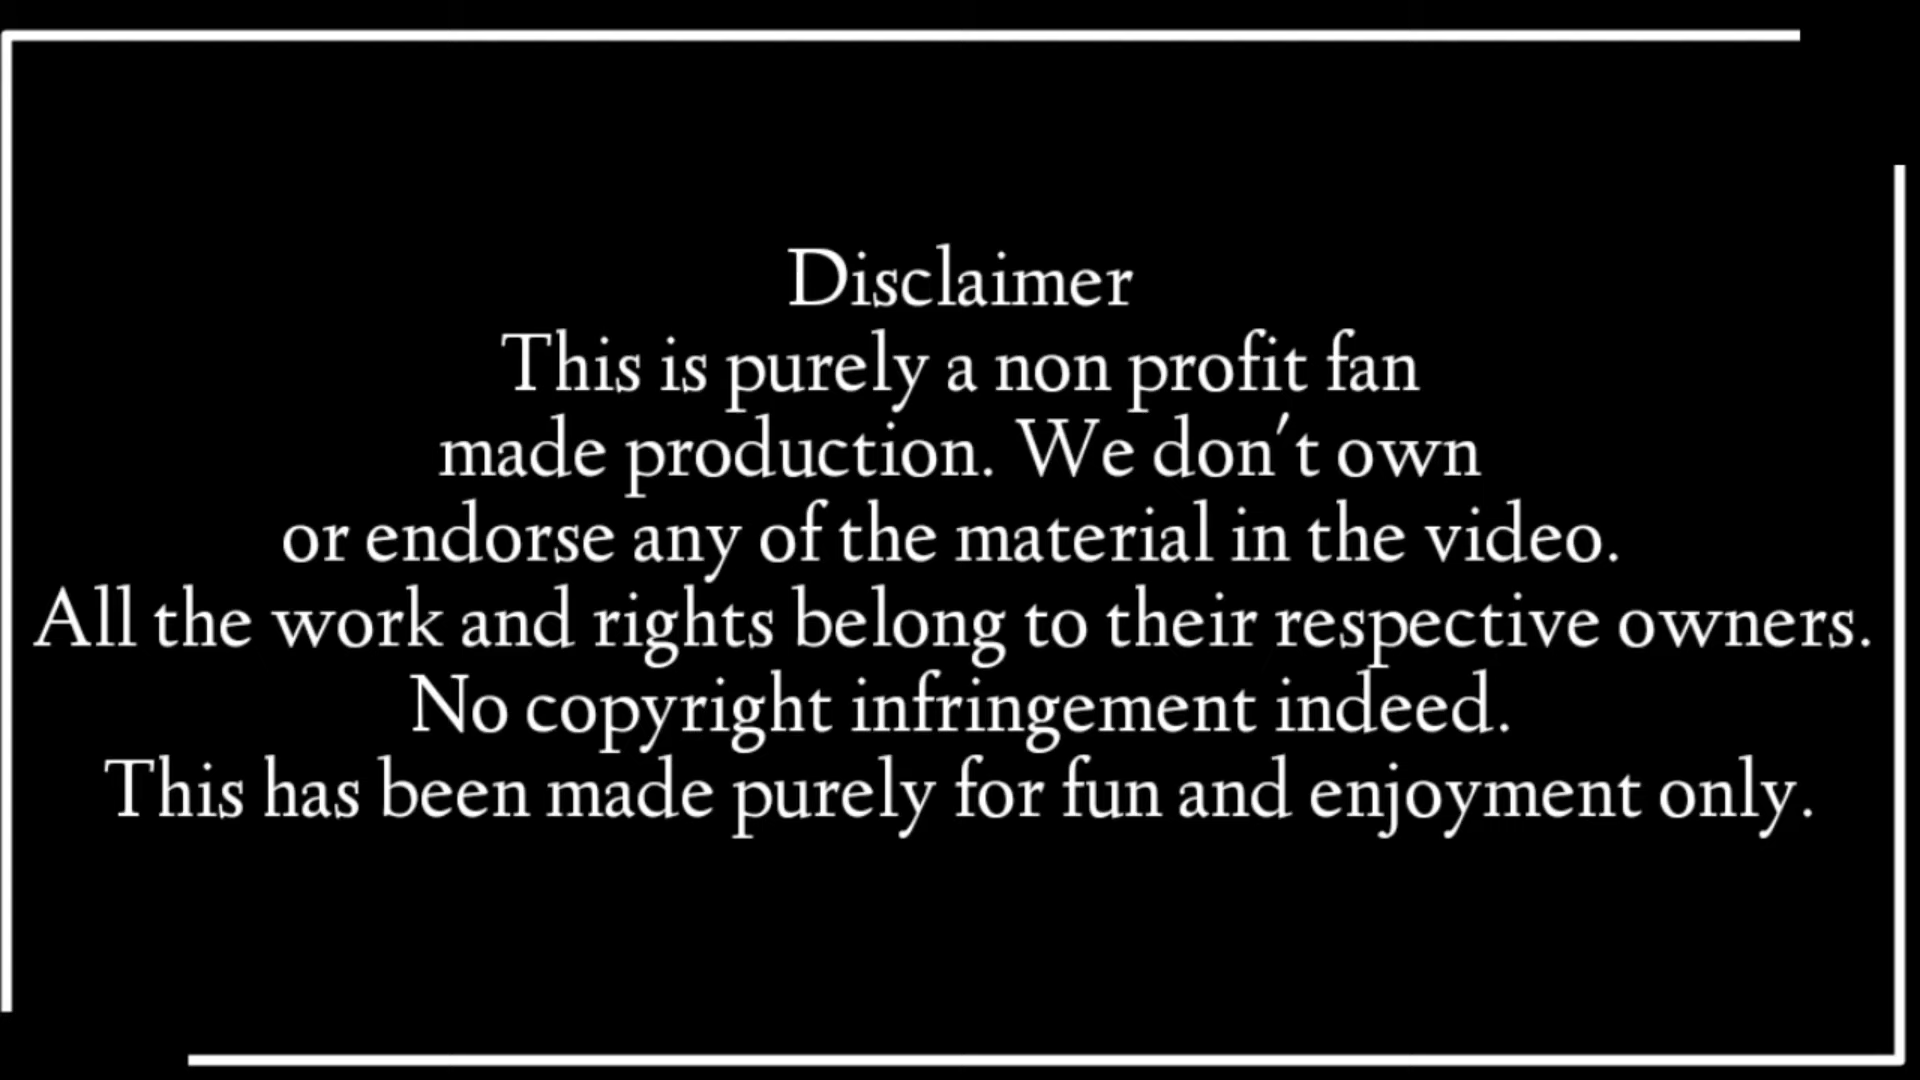 Disclaimer
This is purely a non profit fan
made production. We don't own
or endorse any of the material in the video.
All the work and rights belong to their respective owners.
No copyright infringement indeed.
This has been made purely for fun and enjoyment only.